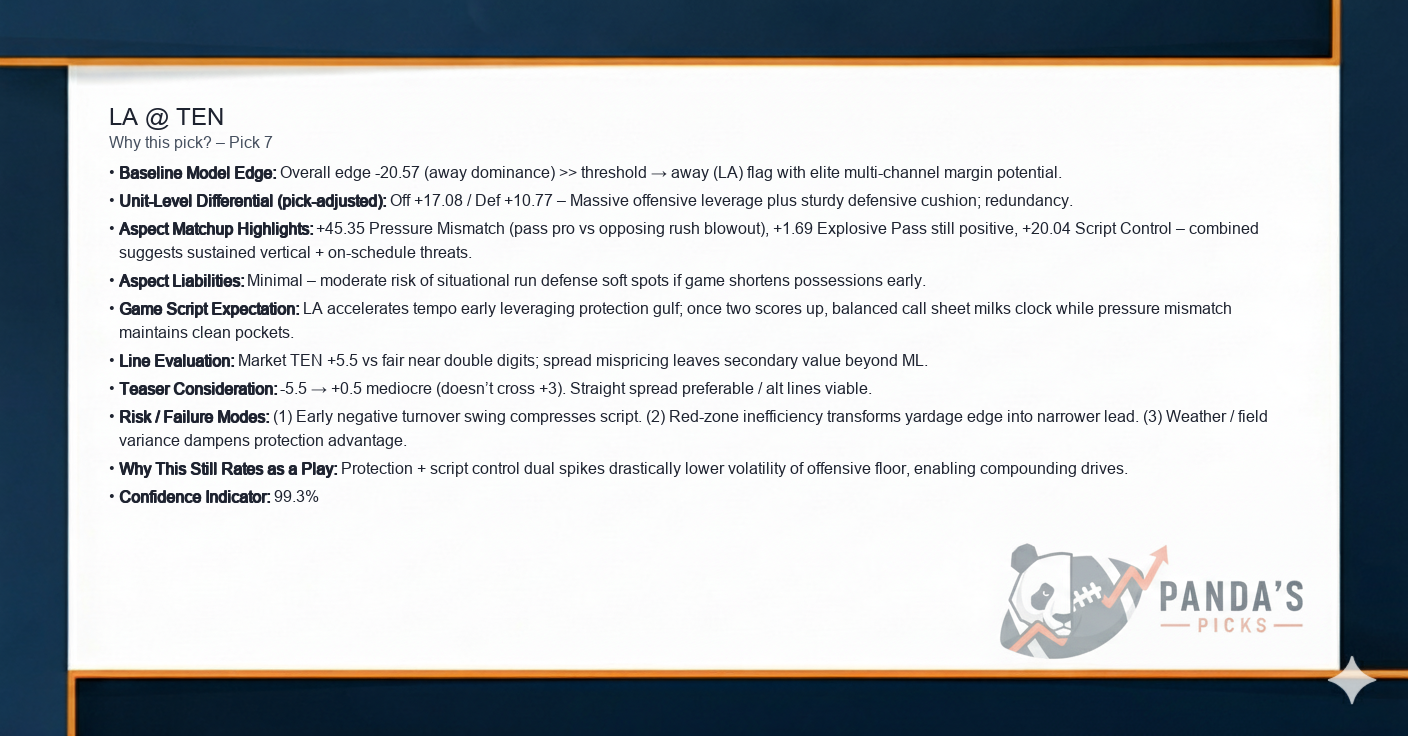 LA @ TEN
Why this pick? – Pick 7
• Baseline Model Edge: Overall edge -20.57 (away dominance) >> threshold → away (LA) flag with elite multi-channel margin potential.
• Unit-Level Differential (pick-adjusted): Off +17.08 / Def +10.77 – Massive offensive leverage plus sturdy defensive cushion; redundancy.
• Aspect Matchup Highlights: +45.35 Pressure Mismatch (pass pro vs opposing rush blowout), +1.69 Explosive Pass still positive, +20.04 Script Control – combined
suggests sustained vertical + on-schedule threats.
• Aspect Liabilities: Minimal – moderate risk of situational run defense soft spots if game shortens possessions early.
• Game Script Expectation: LA accelerates tempo early leveraging protection gulf; once two scores up, balanced call sheet milks clock while pressure mismatch
maintains clean pockets.
• Line Evaluation: Market TEN +5.5 vs fair near double digits; spread mispricing leaves secondary value beyond ML.
• Teaser Consideration: -5.5 → +0.5 mediocre (doesn’t cross +3). Straight spread preferable / alt lines viable.
• Risk / Failure Modes: (1) Early negative turnover swing compresses script. (2) Red-zone inefficiency transforms yardage edge into narrower lead. (3) Weather / field
variance dampens protection advantage.
• Why This Still Rates as a Play: Protection + script control dual spikes drastically lower volatility of offensive floor, enabling compounding drives.
• Confidence Indicator: 99.3%
PANDA’S
PICKS